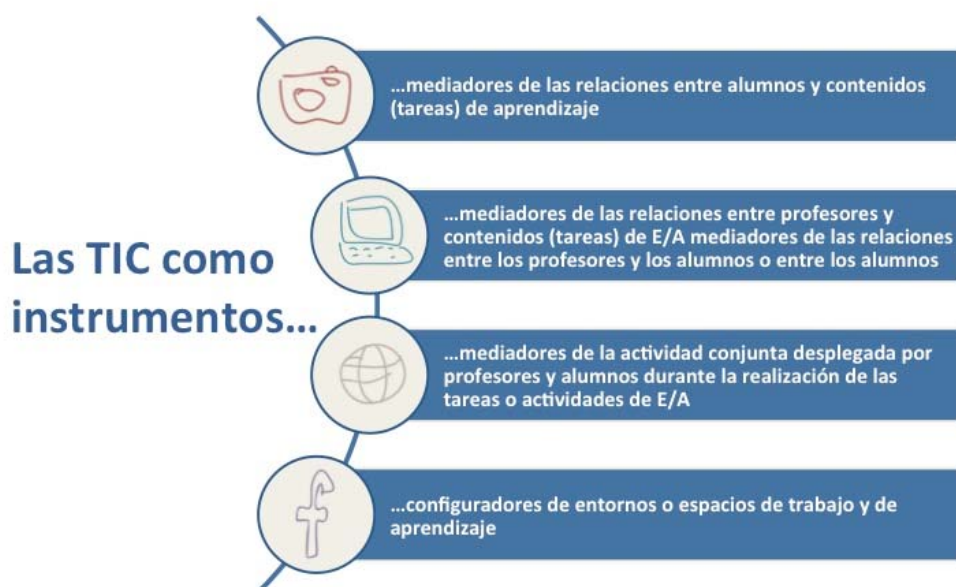 Las TIC como
instrumentos...
...mediadores de las relaciones entre alumnos y contenidos
(tareas) de aprendizaje
...mediadores de las relaciones entre profesores y
contenidos (tareas) de E/A mediadores de las relaciones
entre los profesores y los alumnos o entre los alumnos
...mediadores de la actividad conjunta desplegada por
profesores y alumnos durante la realización de las
tareas o actividades de E/A
...configuradores de entornos o espacios de trabajo y de
aprendizaje